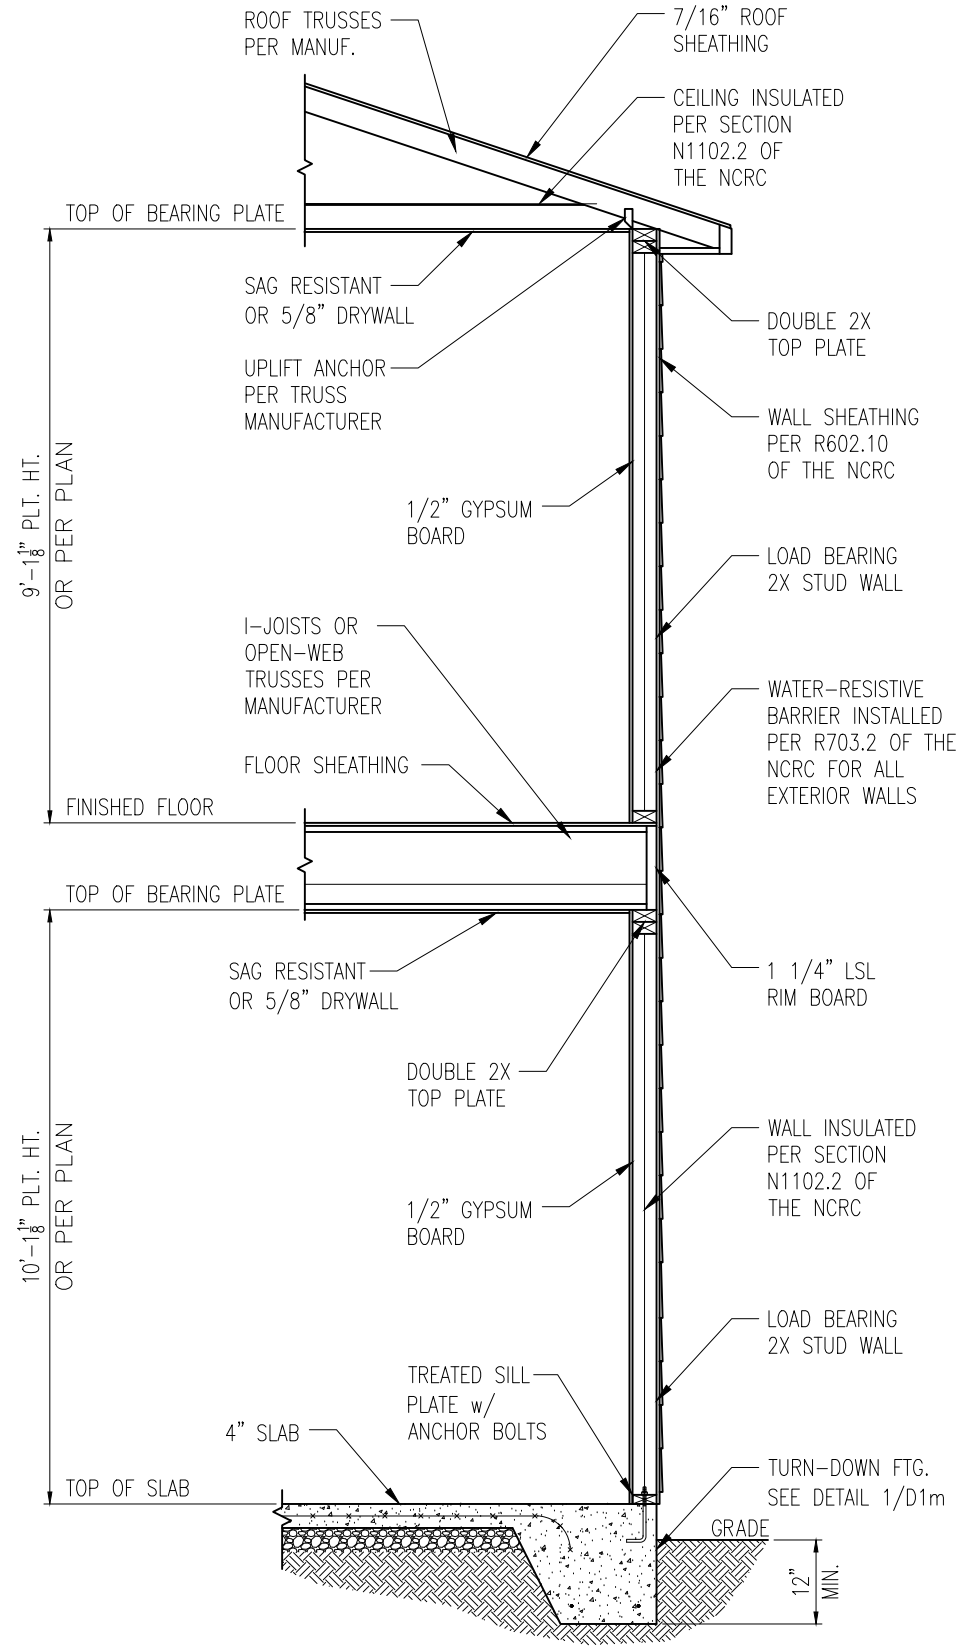 ROOF TRUSSES
PER MANUF.
7/16" ROOF
SHEATHING
CEILING INSULATED
PER SECTION
N1102.2 OF
THE NCRC
TOP OF BEARING PLATE
SAG RESISTANT
OR 5/8" DRYWALL
DOUBLE 2X
TOP PLATE
UPLIFT ANCHOR
PER TRUSS
MANUFACTURER
WALL SHEATHING
PER R602.10
OF THE NCRC
9'-1 1/8" PLT. HT.
OR PER PLAN
1/2" GYPSUM
BOARD
LOAD BEARING
2X STUD WALL
I-JOISTS OR
OPEN-WEB
TRUSSES PER
MANUFACTURER
WATER-RESISTIVE
BARRIER INSTALLED
PER R703.2 OF THE
NCRC FOR ALL
EXTERIOR WALLS
FLOOR SHEATHING
FINISHED FLOOR
TOP OF BEARING PLATE
SAG RESISTANT
OR 5/8" DRYWALL
1 1/4" LSL
RIM BOARD
DOUBLE 2X
TOP PLATE
WALL INSULATED
PER SECTION
N1102.2 OF
THE NCRC
10'-1 1/8" PLT. HT.
OR PER PLAN
1/2" GYPSUM
BOARD
LOAD BEARING
2X STUD WALL
TREATED SILL
PLATE w/
ANCHOR BOLTS
4" SLAB
TOP OF SLAB
TURN-DOWN FTG.
SEE DETAIL 1/D1m
GRADE
12"
MIN.